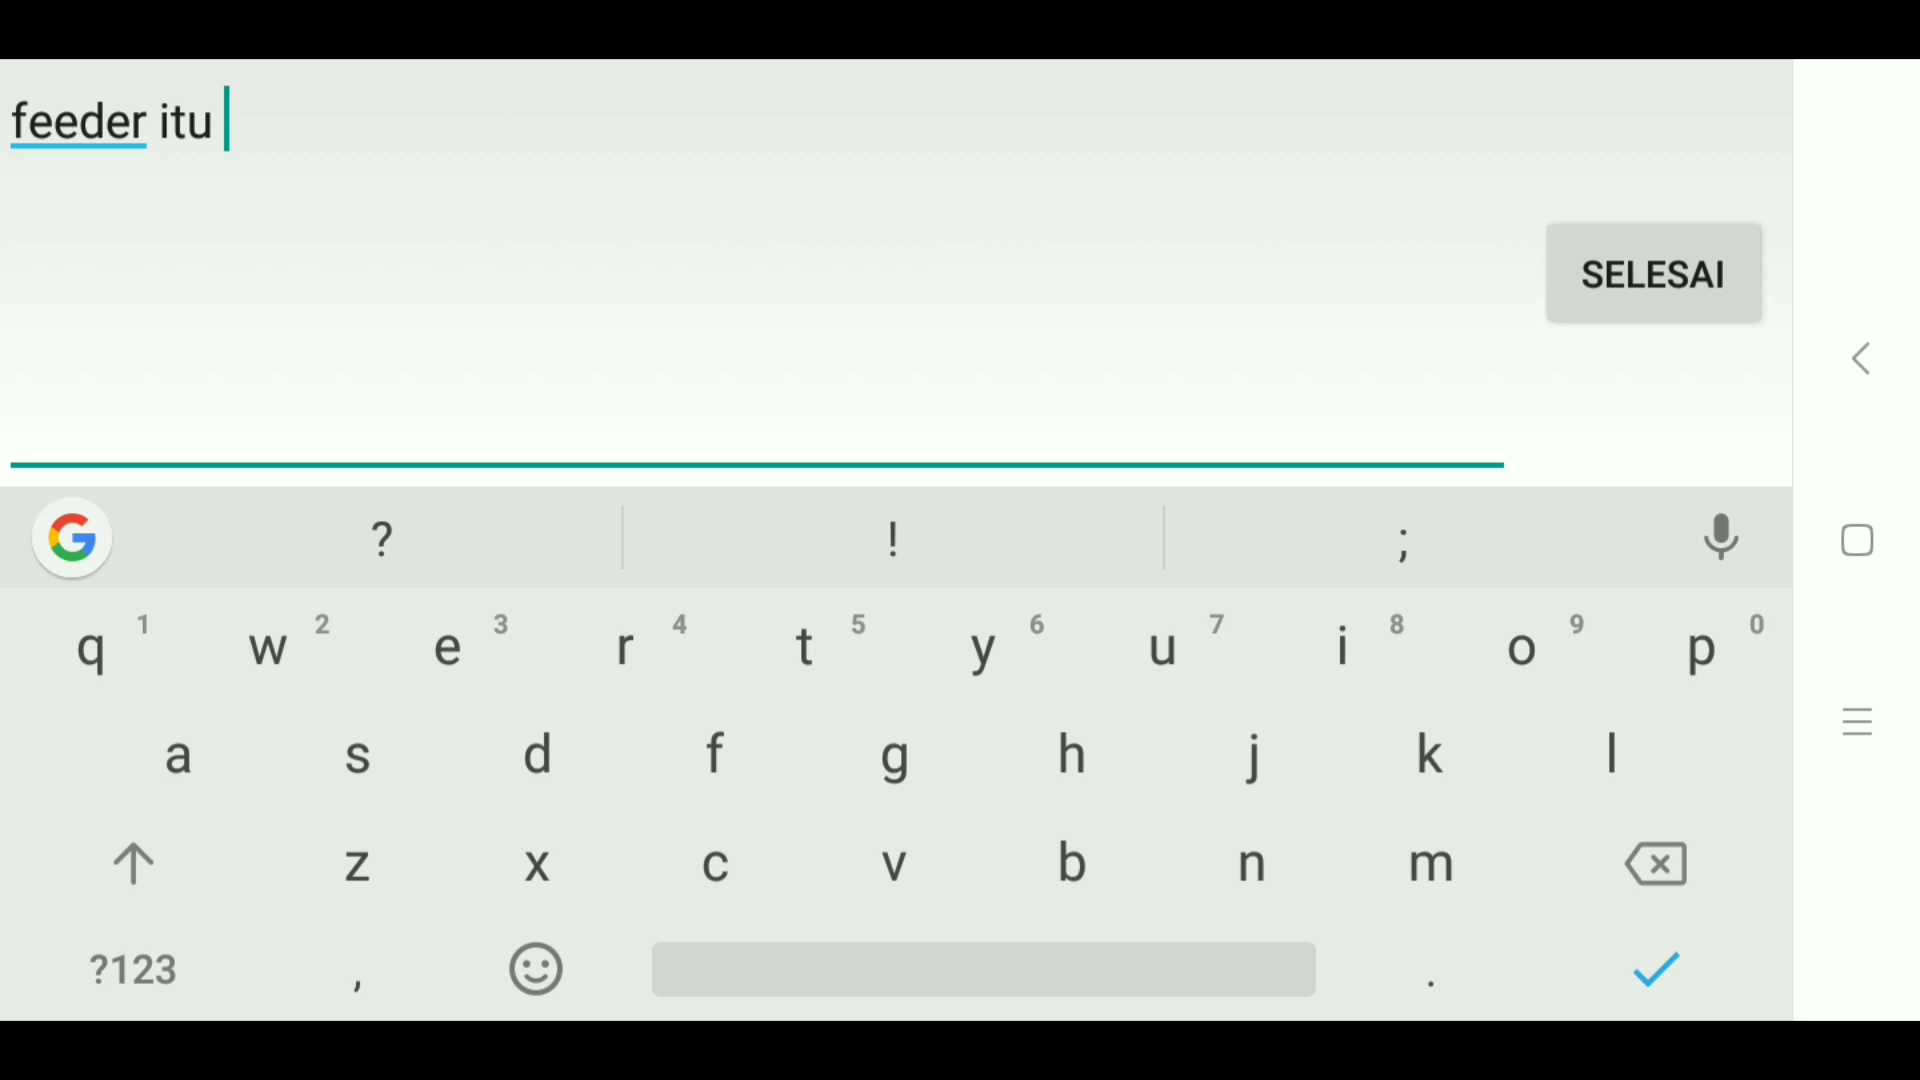 feeder itu
SELESAI
? ! ;
q 1 w 2 e 3 r 4 t 5 y 6 u 7 i 8 o 9 p 0
a s d f g h j k l
z x c v b n m
?123 , .